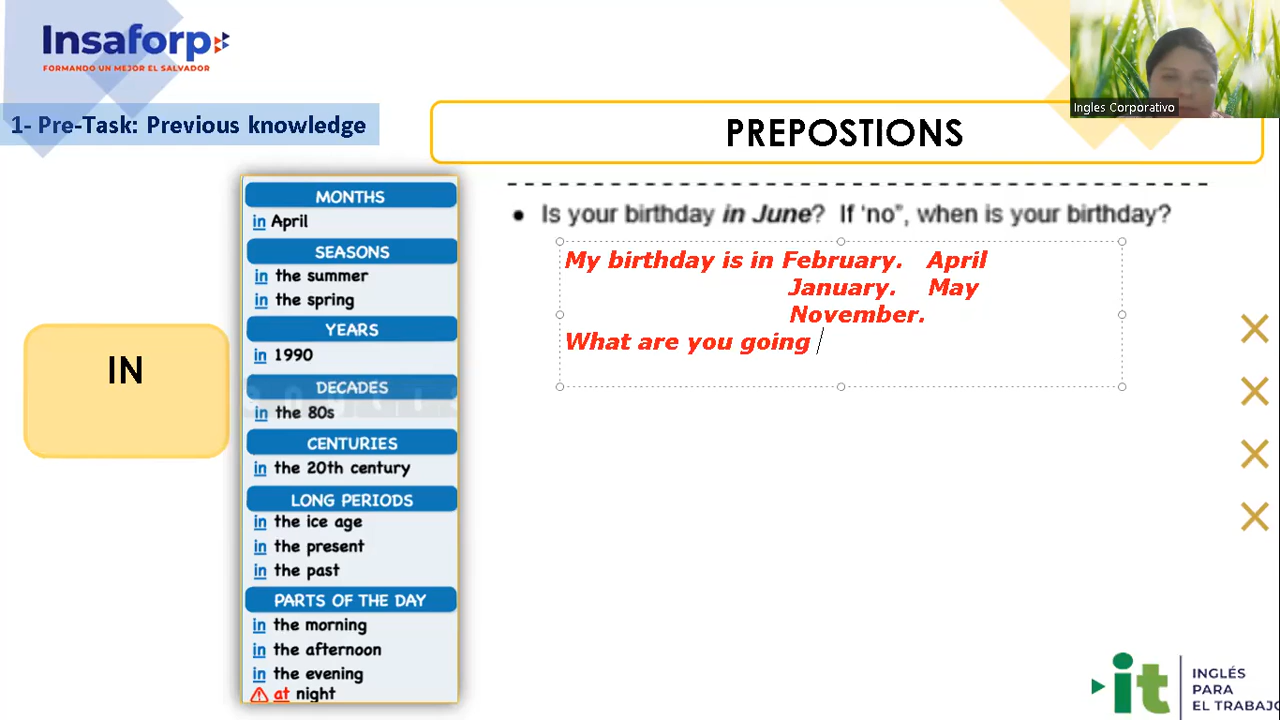 Insaforp
FORMANDO UN MEJOR EL SALVADOR
Ingles Corporativo
1- Pre-Task: Previous knowledge
PREPOSTIONS
IN
MONTHS
in April
SEASONS
in the summer
in the spring
YEARS
in 1990
DECADES
in the 80s
CENTURIES
in the 20th century
LONG PERIODS
in the ice age
in the present
in the past
PARTS OF THE DAY
in the morning
in the afternoon
in the evening
at night
• Is your birthday in June? If ‘no”, when is your birthday?
My birthday is in February. April
January. May
November.
What are you going
it
INGLÉS
PARA
EL TRABAJO